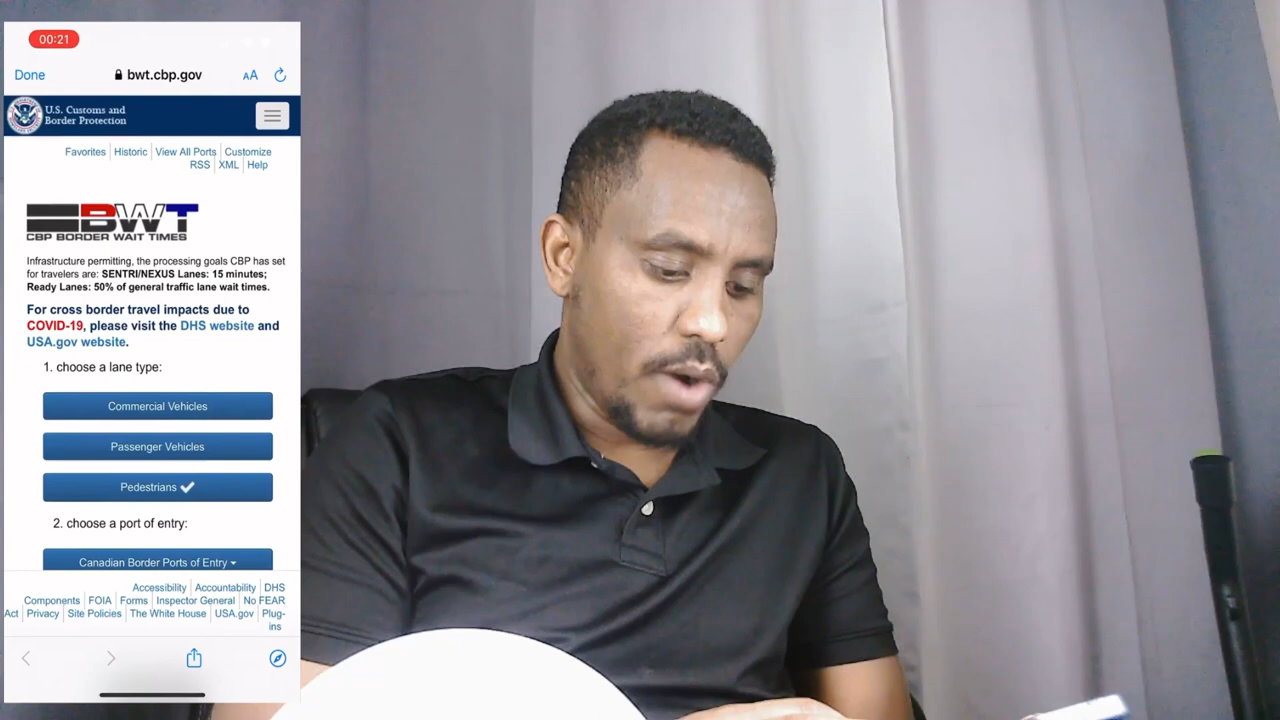 00:21
Done bwt.cbp.gov AA
U.S. Customs and
Border Protection
Favorites | Historic | View All Ports | Customize
RSS | XML | Help
BWT
CBP BORDER WAIT TIMES
Infrastructure permitting, the processing goals CBP has set
for travelers are: SENTRI/NEXUS Lanes: 15 minutes;
Ready Lanes: 50% of general traffic lane wait times.
For cross border travel impacts due to
COVID-19, please visit the DHS website and
USA.gov website.
1. choose a lane type:
Commercial Vehicles
Passenger Vehicles
Pedestrians
2. choose a port of entry:
Canadian Border Ports of Entry
Accessibility | Accountability | DHS
Components | FOIA | Forms | Inspector General | No FEAR
Act | Privacy | Site Policies | The White House | USA.gov | Plug-
ins